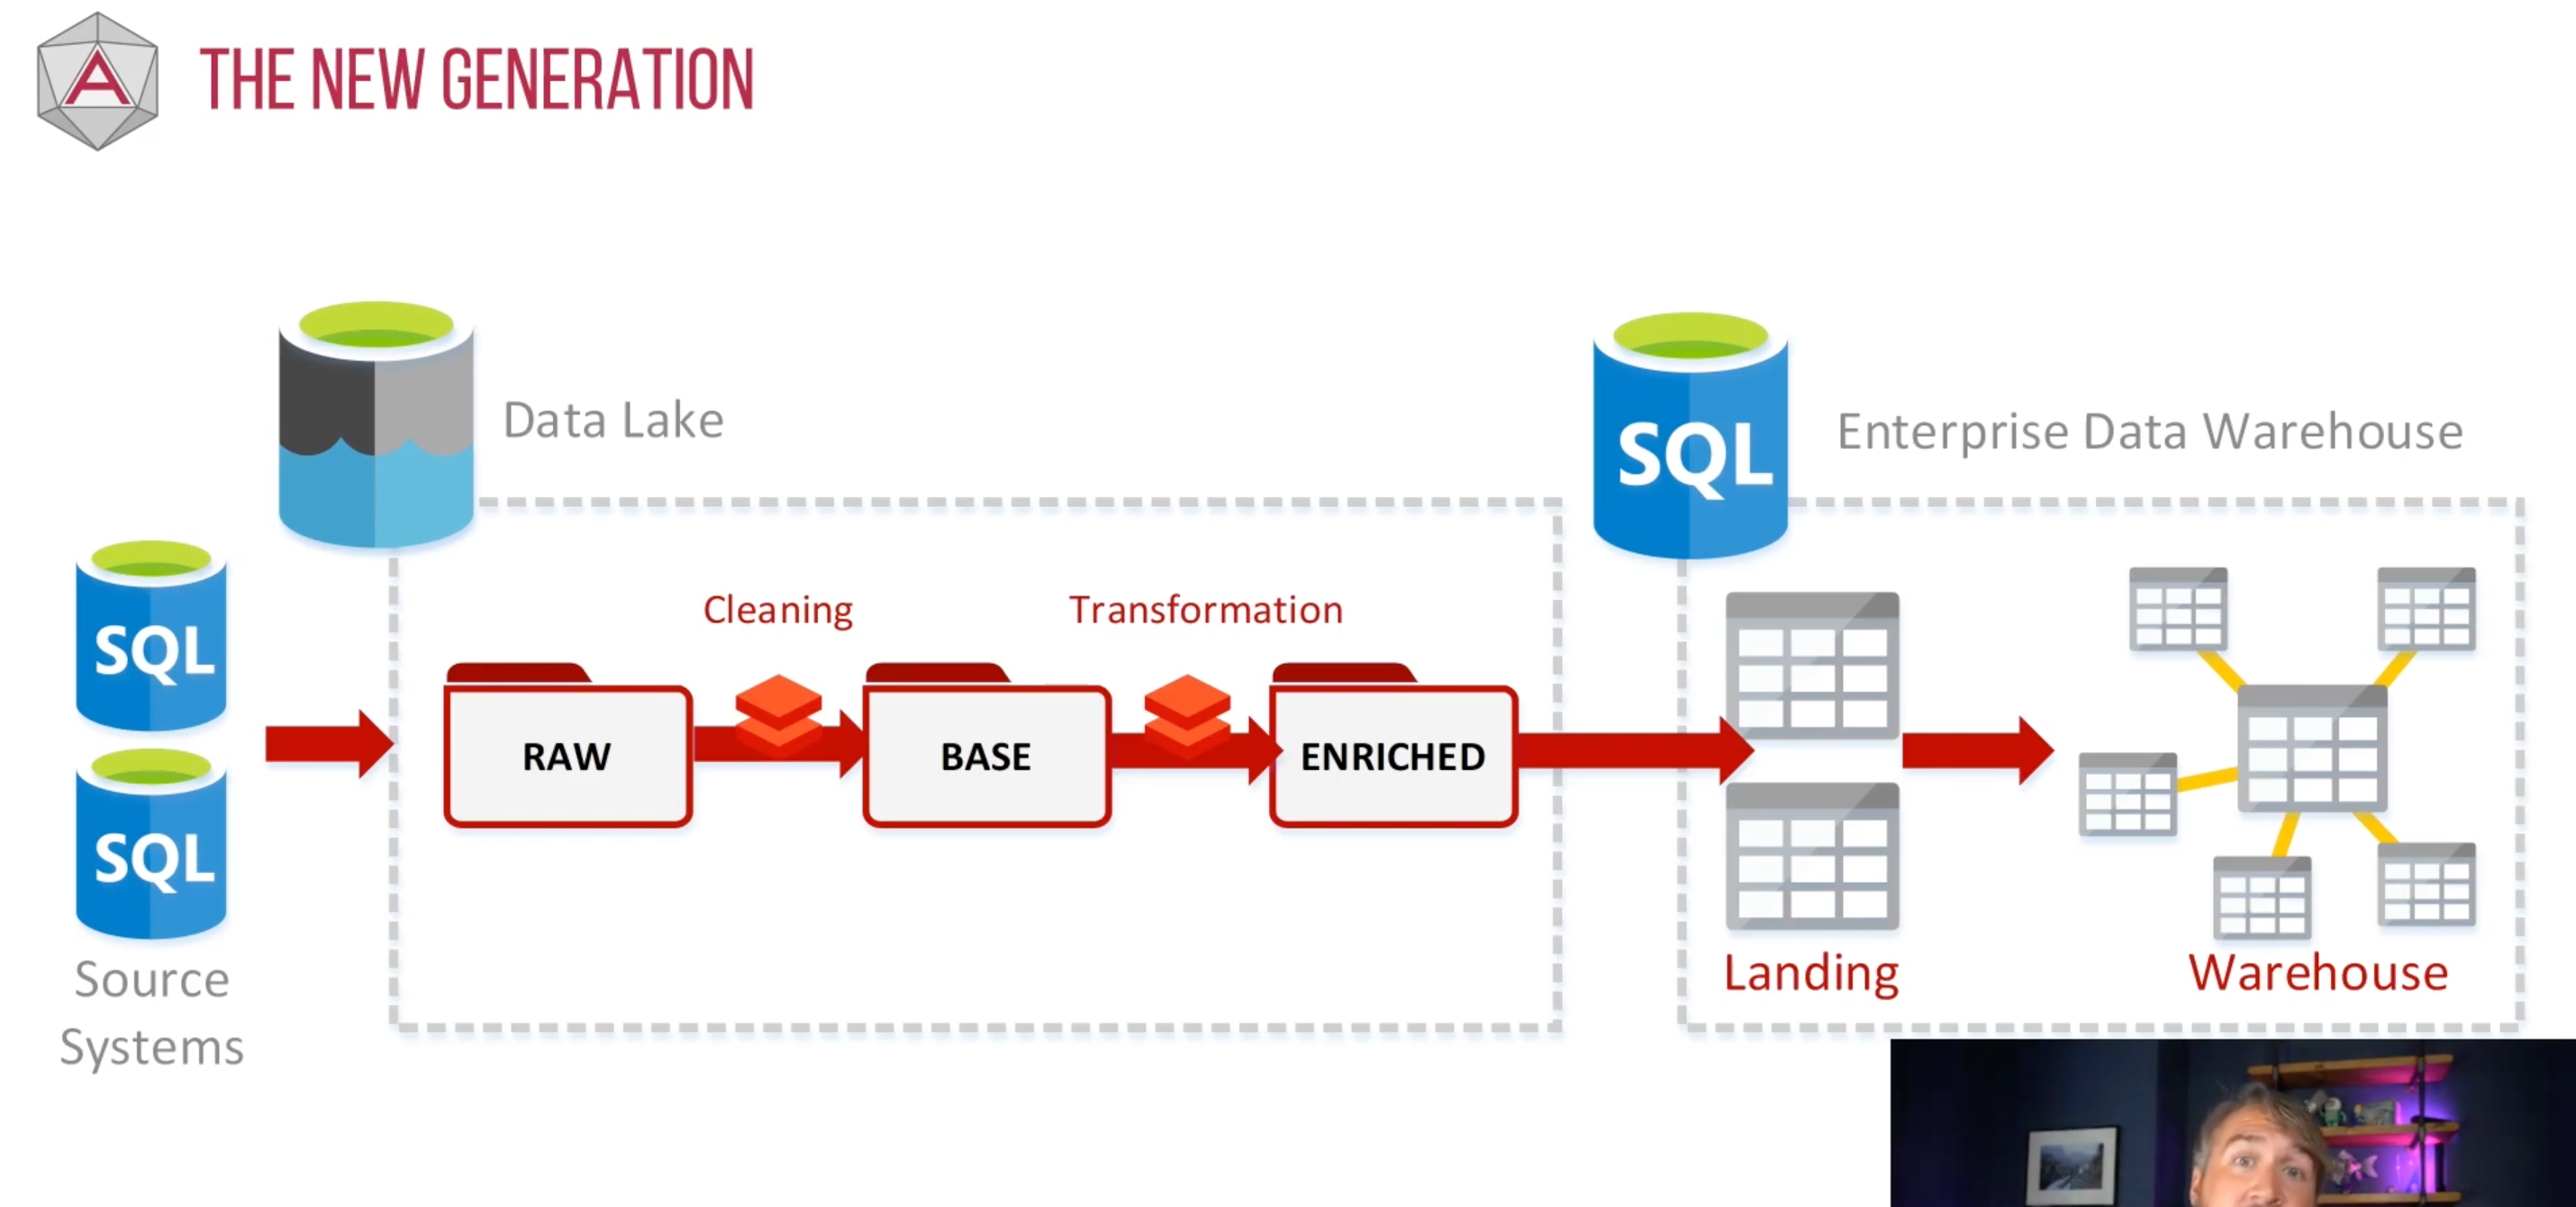 A
THE NEW GENERATION
Data Lake
SQL
Enterprise Data Warehouse
SQL
SQL
Source
Systems
Cleaning
Transformation
RAW
BASE
ENRICHED
Landing
Warehouse